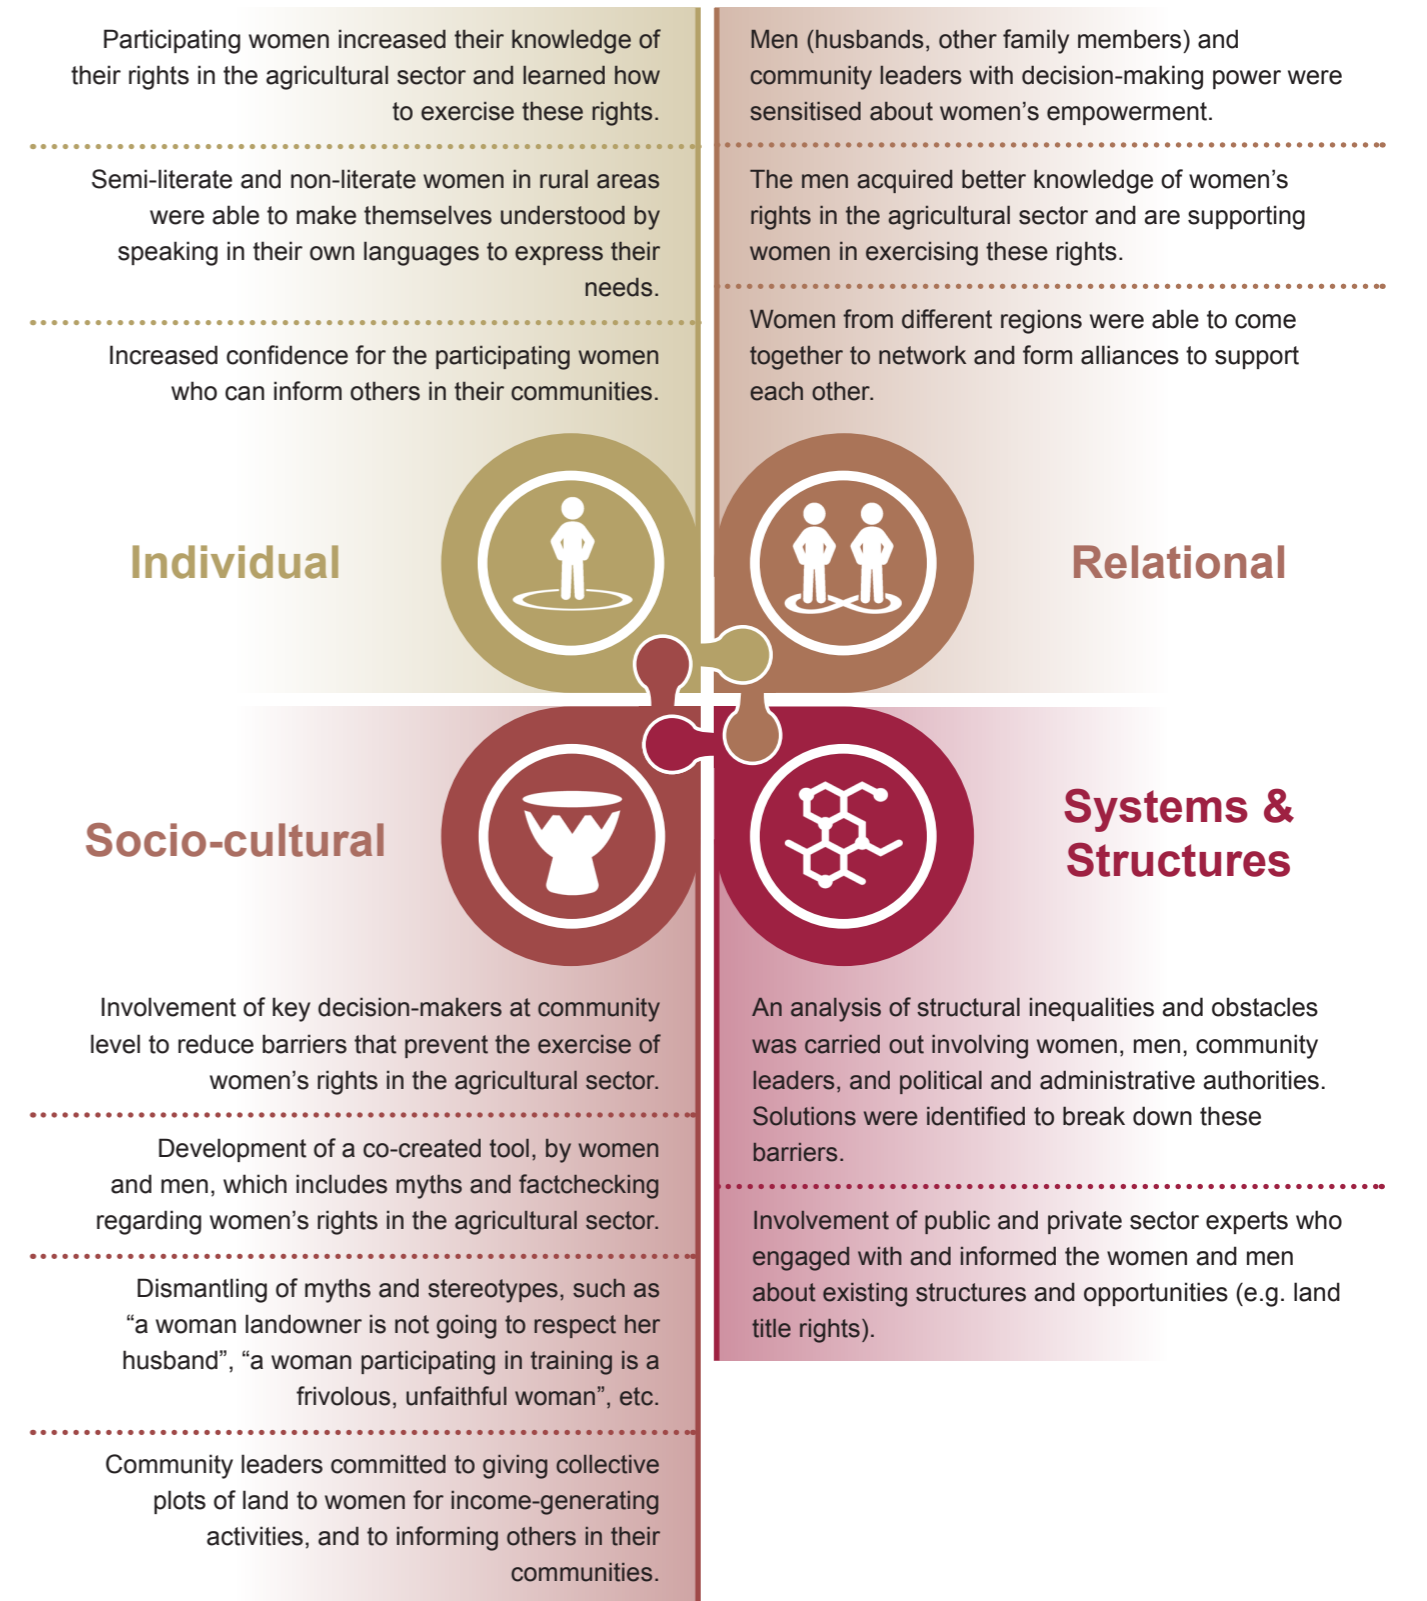 Participating women increased their knowledge of
their rights in the agricultural sector and learned how
to exercise these rights.
Semi-literate and non-literate women in rural areas
were able to make themselves understood by
speaking in their own languages to express their
needs.
Increased confidence for the participating women
who can inform others in their communities.
Individual
Men (husbands, other family members) and
community leaders with decision-making power were
sensitised about women’s empowerment.
The men acquired better knowledge of women’s
rights in the agricultural sector and are supporting
women in exercising these rights.
Women from different regions were able to come
together to network and form alliances to support
each other.
Relational
Socio-cultural
Involvement of key decision-makers at community
level to reduce barriers that prevent the exercise of
women’s rights in the agricultural sector.
Development of a co-created tool, by women
and men, which includes myths and factchecking
regarding women’s rights in the agricultural sector.
Dismantling of myths and stereotypes, such as
“a woman landowner is not going to respect her
husband”, “a woman participating in training is a
frivolous, unfaithful woman”, etc.
Community leaders committed to giving collective
plots of land to women for income-generating
activities, and to informing others in their
communities.
Systems &
Structures
An analysis of structural inequalities and obstacles
was carried out involving women, men, community
leaders, and political and administrative authorities.
Solutions were identified to break down these
barriers.
Involvement of public and private sector experts who
engaged with and informed the women and men
about existing structures and opportunities (e.g. land
title rights).